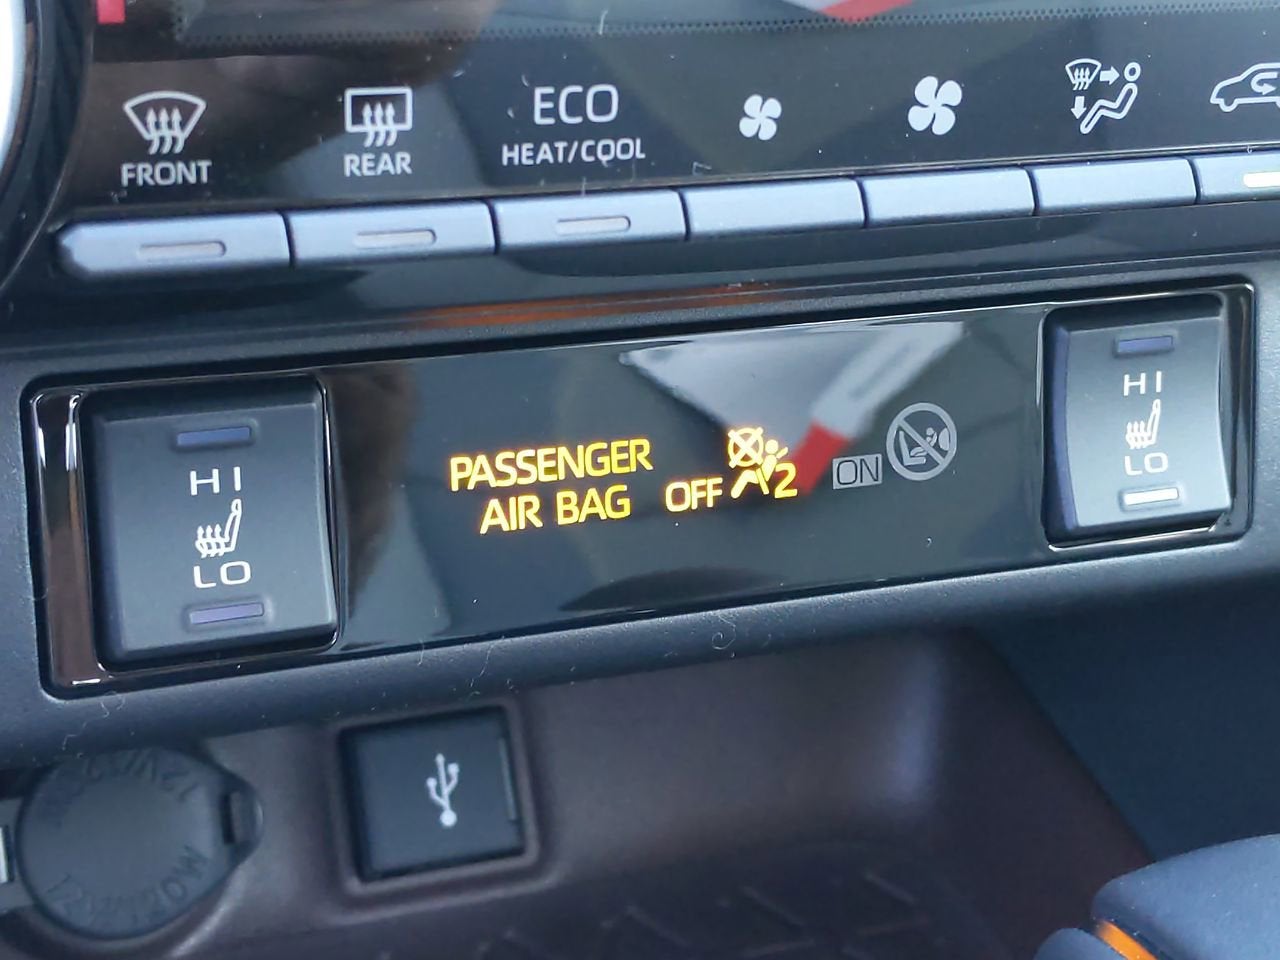 FRONT
REAR
ECO
HEAT/COOL
HI
LO
PASSENGER
AIR BAG OFF 2
ON
HI
LO